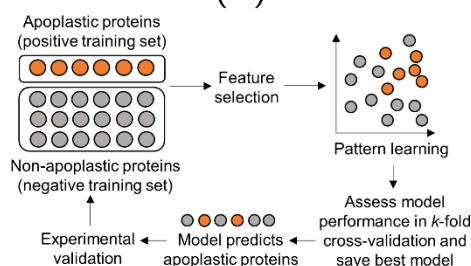 Apoplastic proteins
(positive training set)
Feature
selection
Non-apoplastic proteins
(negative training set)
Pattern learning
Assess model
performance in k-fold
cross-validation and
save best model
Model predicts
apoplastic proteins
Experimental
validation